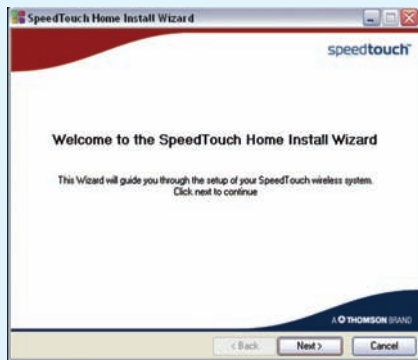 SpeedTouch Home Install Wizard
speedtouch™
Welcome to the SpeedTouch Home Install Wizard
This Wizard will guide you through the setup of your SpeedTouch wireless system.
Click next to continue
A THOMSON BRAND
< Back
Next >
Cancel